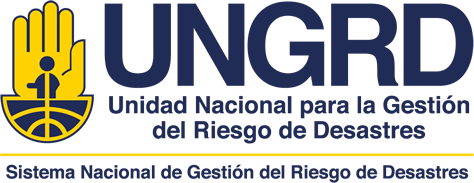 UNGRD
Unidad Nacional para la Gestión
del Riesgo de Desastres
Sistema Nacional de Gestión del Riesgo de Desastres